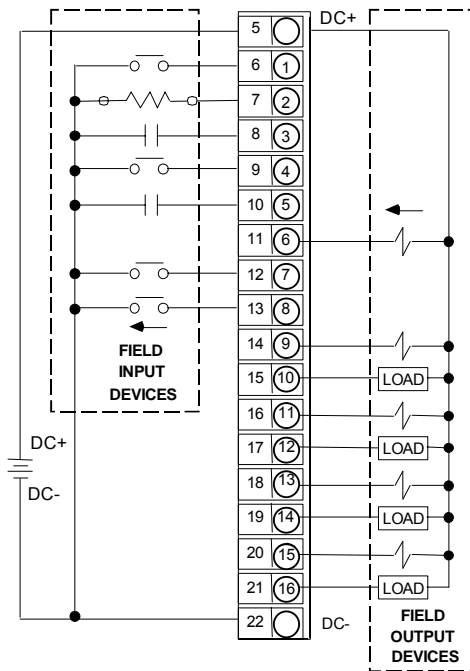 5 DC+
6 1
7 2
8 3
9 4
10 5
11 6
12 7
13 8
FIELD
INPUT
DEVICES
14 9
15 10 LOAD
16 11
17 12 LOAD
DC+
DC-
18 13
19 14 LOAD
20 15
21 16 LOAD
22 DC-
FIELD
OUTPUT
DEVICES